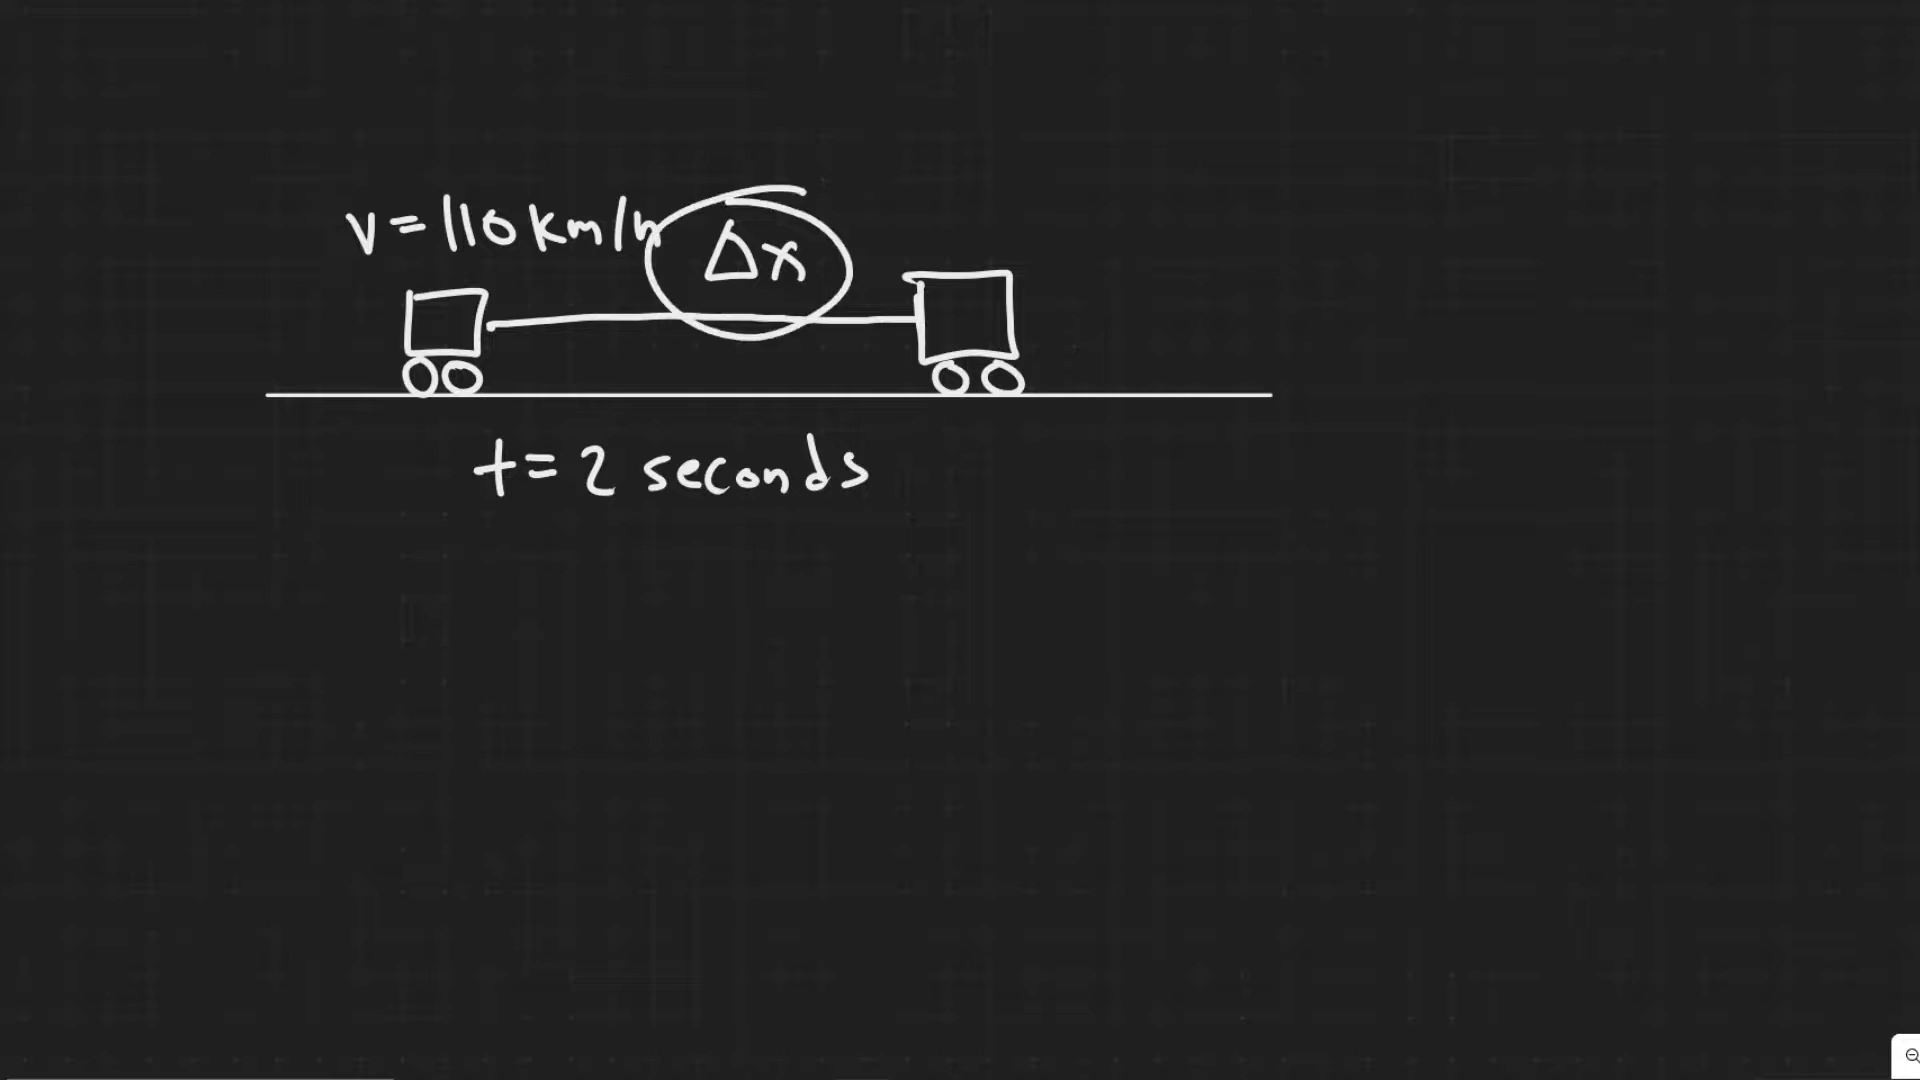 v = 110 km/h
Δx
t = 2 seconds